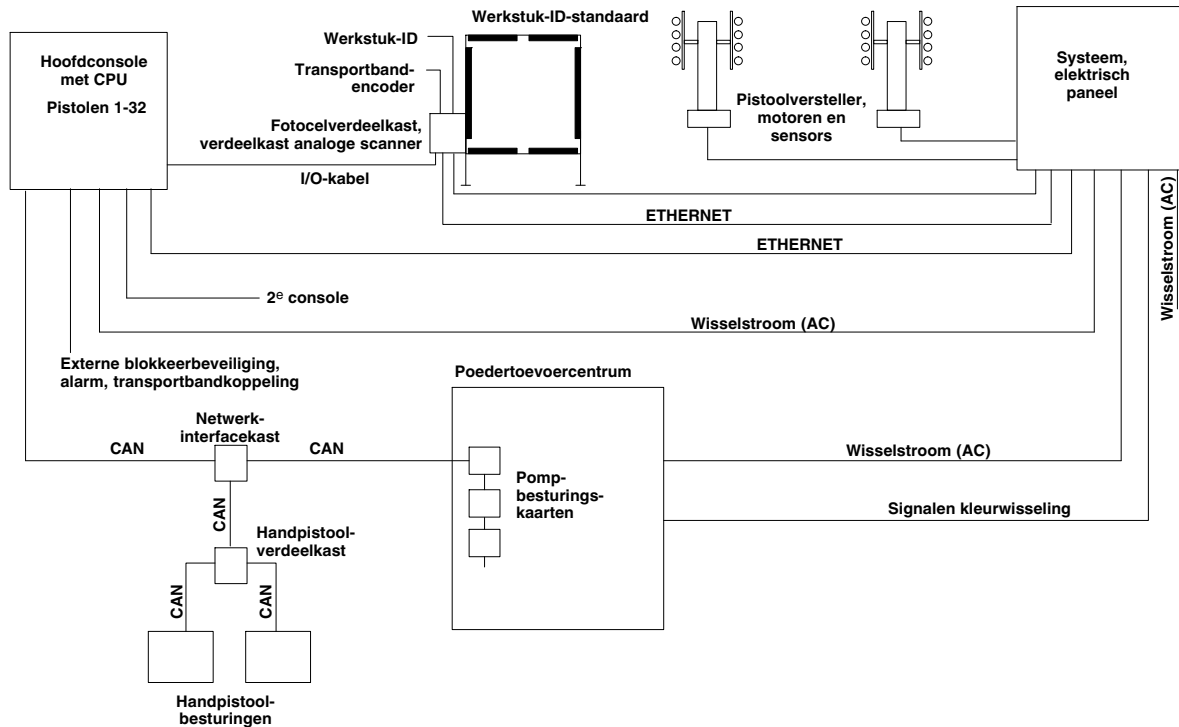 Werkstuk-ID-standaard
Hoofdconsole
met CPU
Pistolen 1-32
Werkstuk-ID
Transportband-
encoder
Fotocelverdeelkast,
verdeelkast analoge scanner
I/O-kabel
Pistoolversteller,
motoren en
sensors
Systeem,
elektrisch
paneel
ETHERNET
ETHERNET
Wisselstroom (AC)
2e console
Wisselstroom (AC)
Externe blokkeerbeveiliging,
alarm, transportbandkoppeling
Poedertoevoercentrum
Netwerk-
interfacekast
CAN
CAN
Wisselstroom (AC)
Pomp-
besturings-
kaarten
Signalen kleurwisseling
CAN
Handpistool-
verdeelkast
CAN
CAN
Handpistool-
besturingen